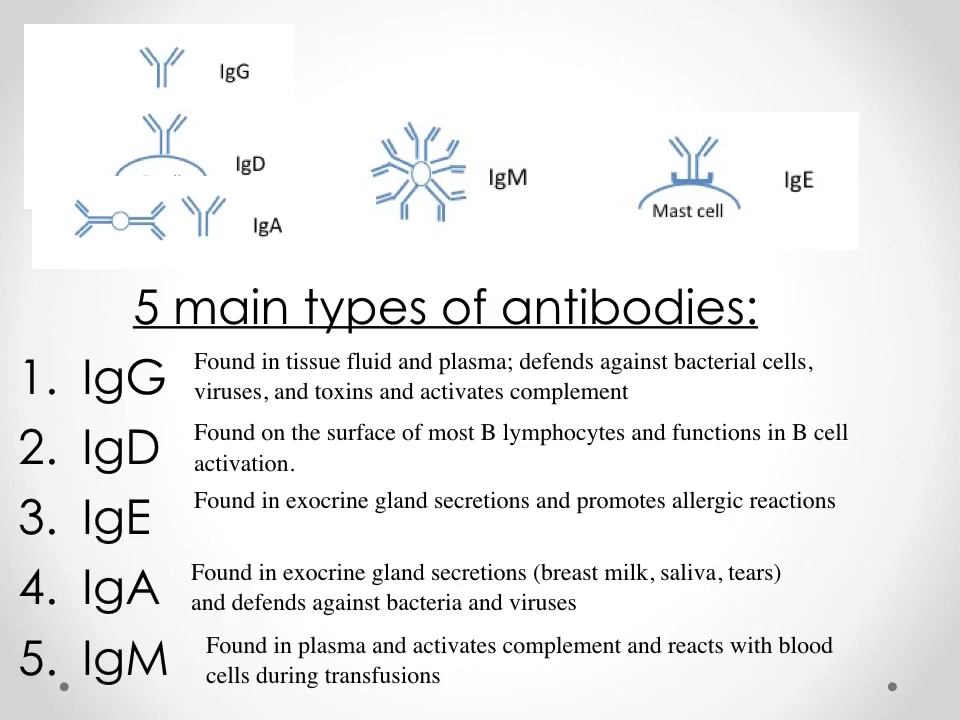 IgG
IgD
IgA
IgM
IgE
Mast cell
5 main types of antibodies:
1. IgG
Found in tissue fluid and plasma; defends against bacterial cells,
viruses, and toxins and activates complement
2. IgD
Found on the surface of most B lymphocytes and functions in B cell
activation.
3. IgE
Found in exocrine gland secretions and promotes allergic reactions
4. IgA
Found in exocrine gland secretions (breast milk, saliva, tears)
and defends against bacteria and viruses
5. IgM
Found in plasma and activates complement and reacts with blood
cells during transfusions